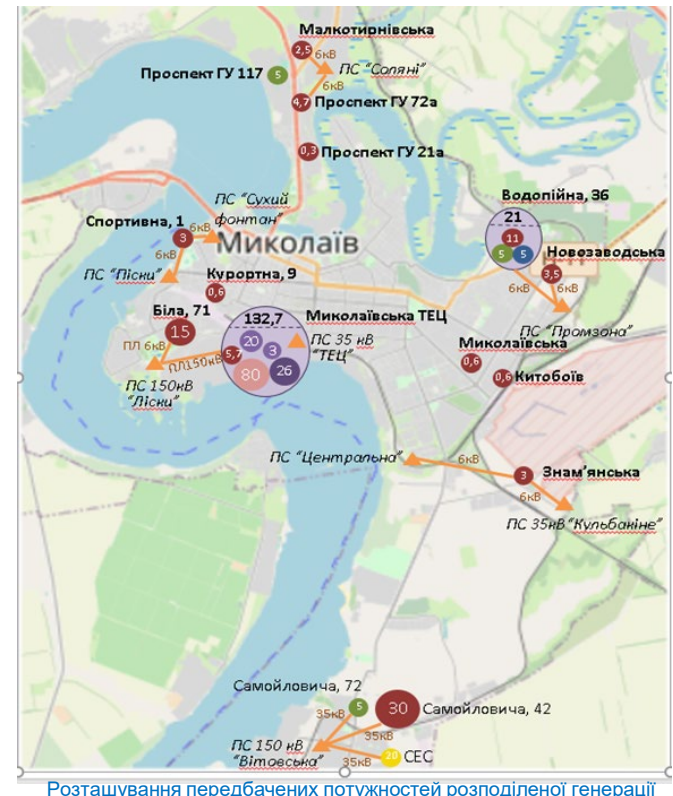 Малкотирнівська
2,5
6кВ
Проспект ГУ 117
5
ПС "Соляні"
6кВ
4,7
Проспект ГУ 72а
0,3
Проспект ГУ 21а
ПС "Сухий
фонтан"
Водопійна, 36
21
Спортивна, 1
3
6кВ
Миколаїв
11
5
5
Новозаводська
3,5
6кВ
ПС "Піски"
Курортна, 9
0,6
6кВ
6кВ
ПС "Промзона"
Біла, 71
15
132,7
Миколаївська ТЕЦ
20
3
ПС 35 кВ
"ТЕЦ"
ПЛ 6кВ
ПЛ150кВ
5,7
80
26
Миколаївська
0,6
0,6
Китобоїв
ПС 150кВ
"Ліски"
ПС "Центральна"
6кВ
3
Знам'янська
6кВ
ПС 35кВ"Кульбакіне"
Самойловича, 72
5
30
Самойловича, 42
35кВ
35кВ
ПС 150 кВ
"Вітовська"
35кВ
20
СЕС
Розташування передбачених потужностей розподіленої генерації